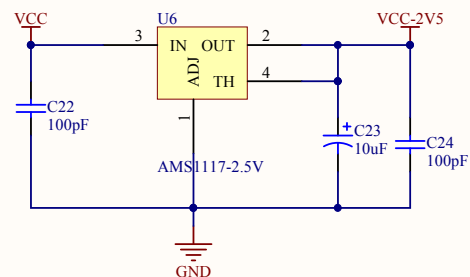 VCC
U6
VCC-2V5
3
IN
OUT
2
ADJ
TH
4
1
C22
100pF
C23
10uF
C24
100pF
AMS1117-2.5V
GND